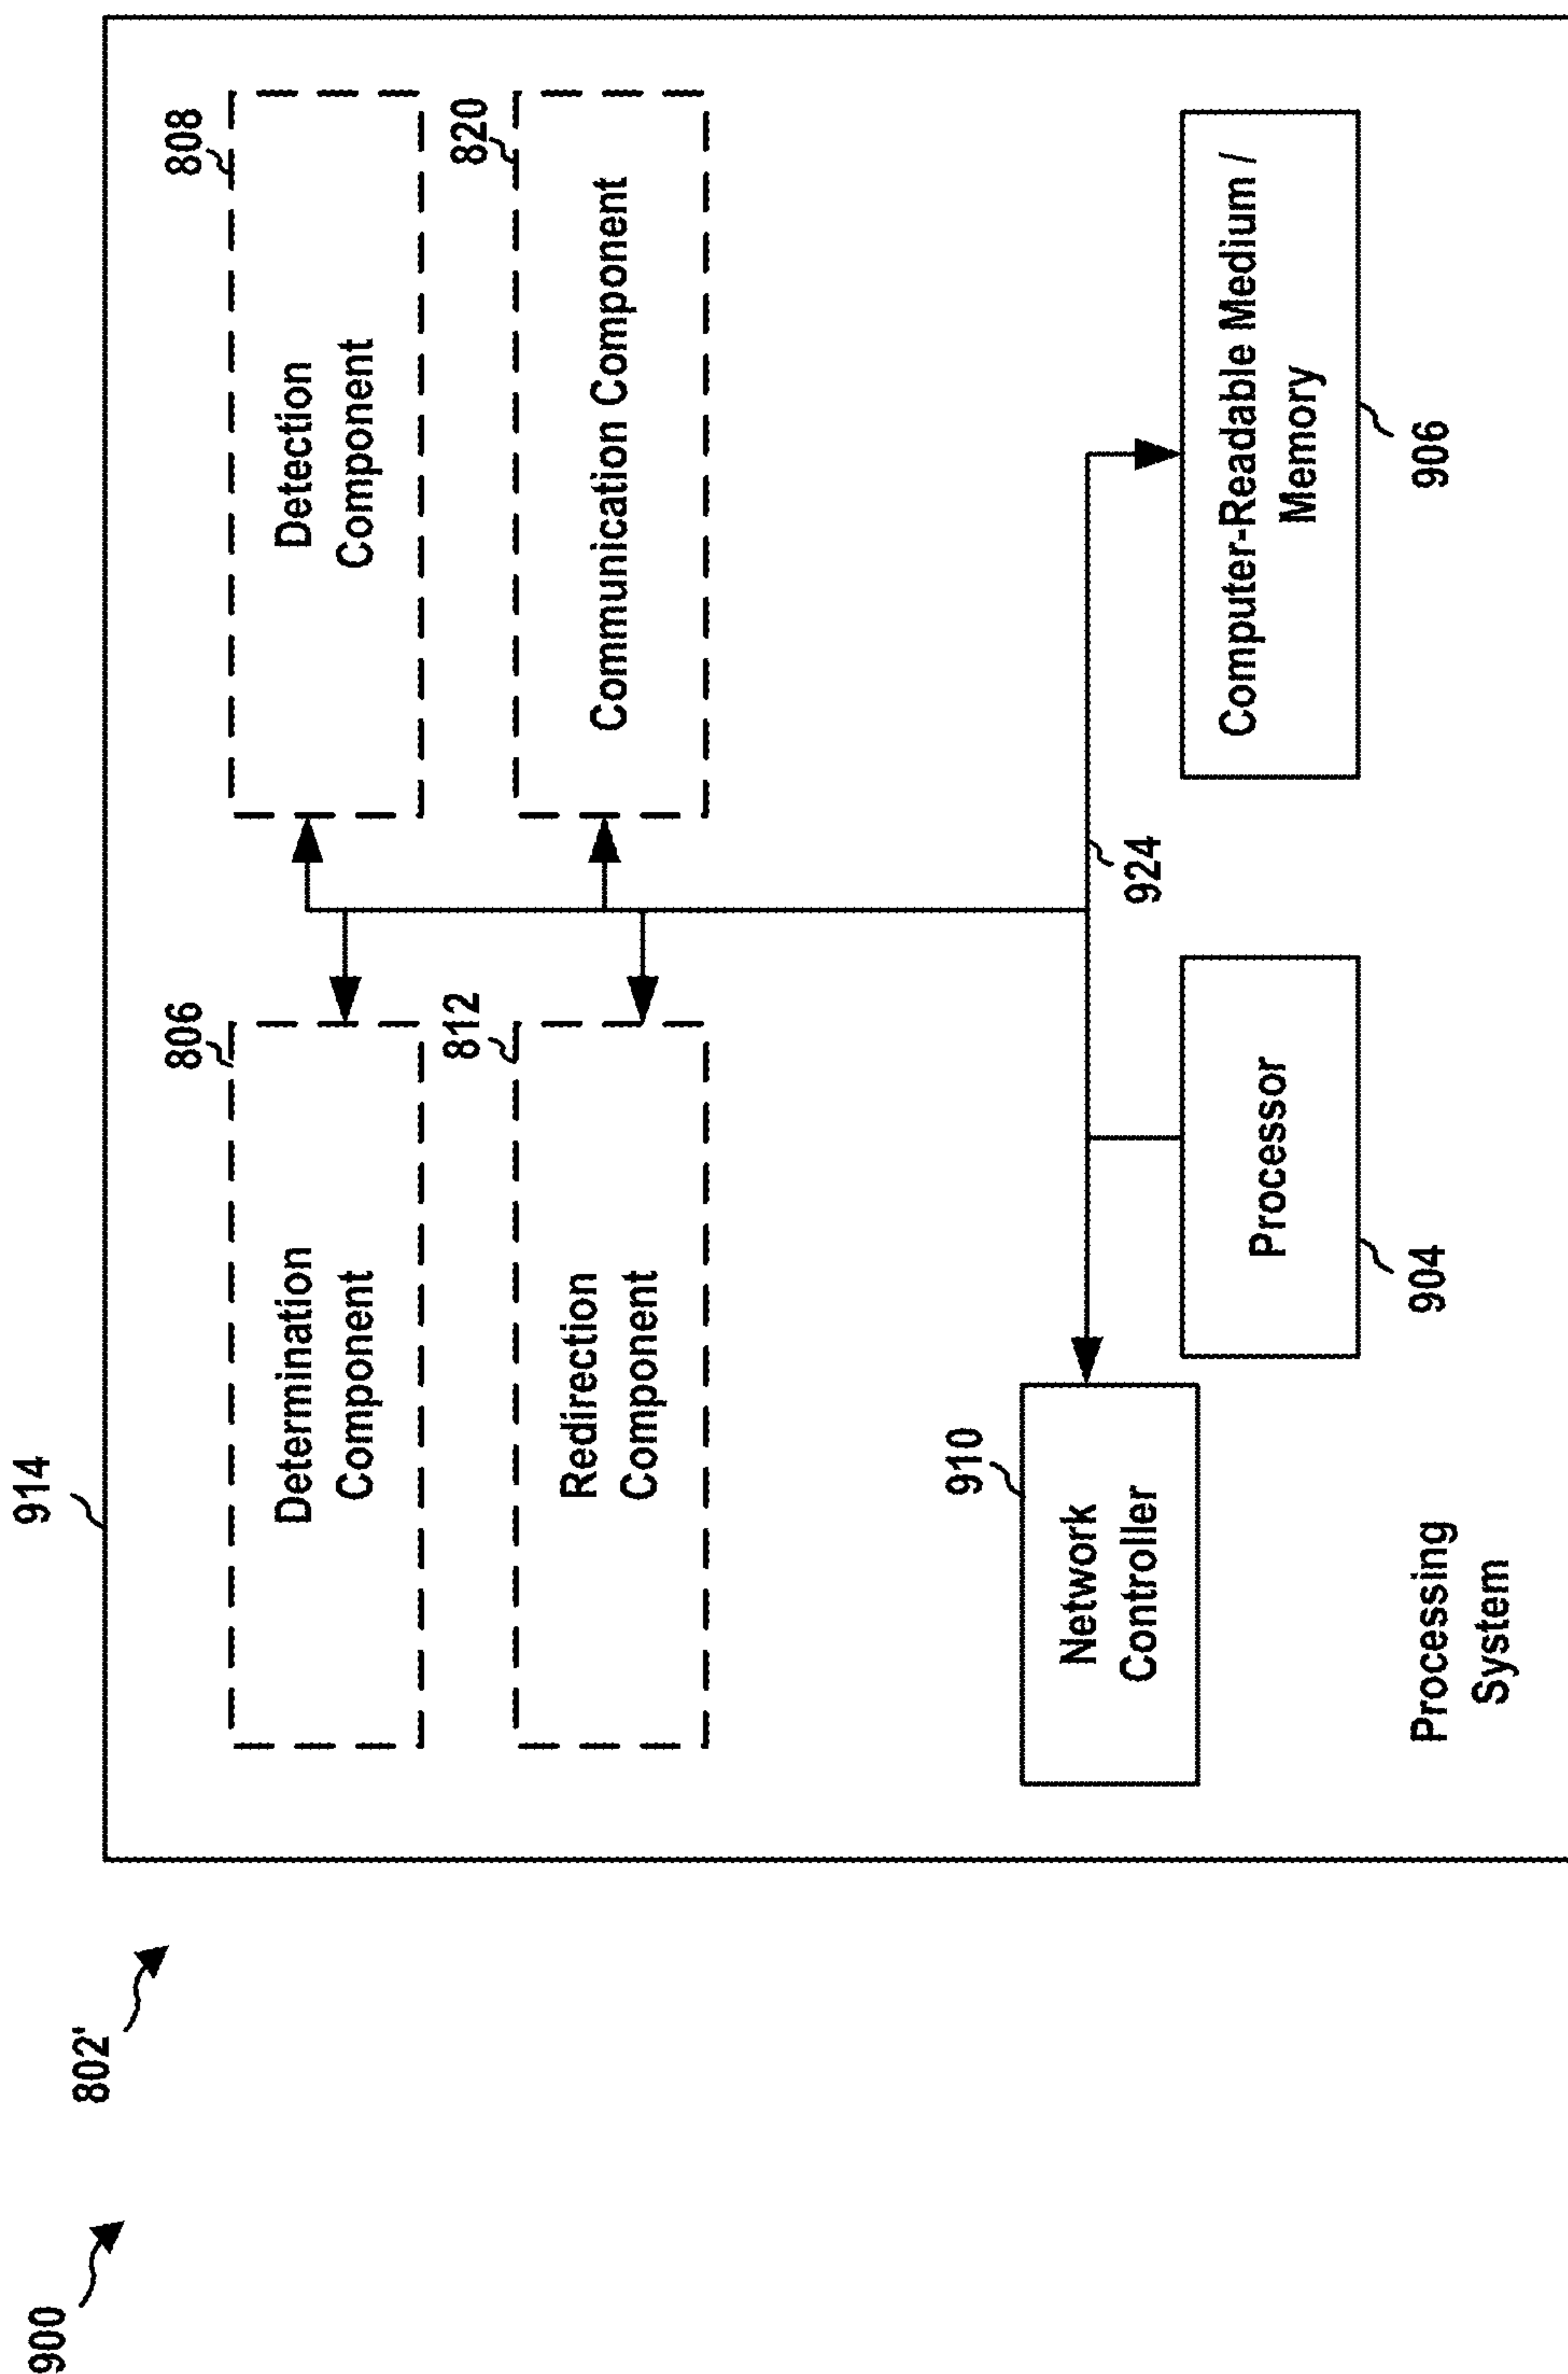 900
802'
914
806
Determination
Component
808
Detection
Component
812
Redirection
Component
820
Communication Component
910
Network
Controller
924
Processor
904
Computer-Readable Medium /
Memory
906
Processing
System